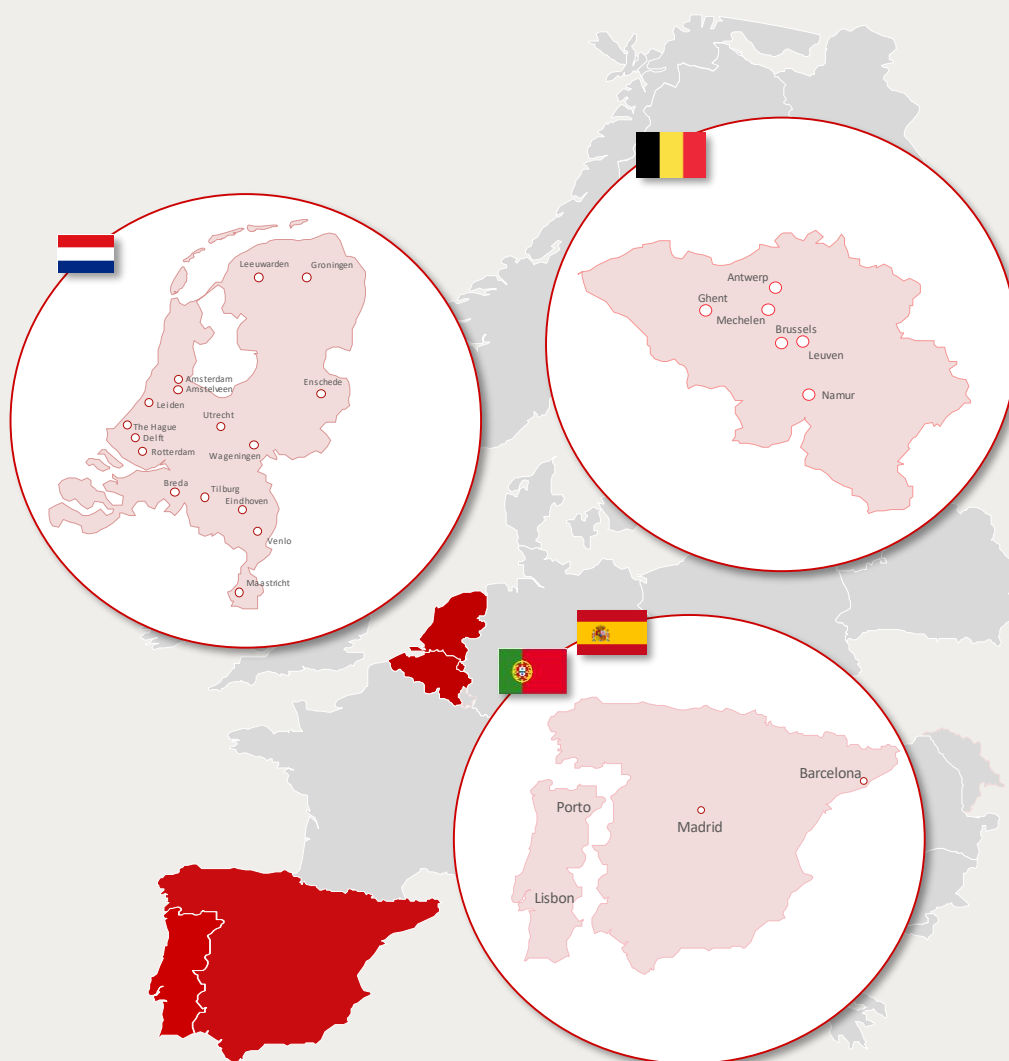 Leeuwarden
Groningen
Amsterdam
Amstelveen
Enschede
Leiden
Utrecht
The Hague
Delft
Rotterdam
Wageningen
Breda
Tilburg
Eindhoven
Venlo
Maastricht
Antwerp
Ghent
Mechelen
Brussels
Leuven
Namur
Barcelona
Porto
Madrid
Lisbon